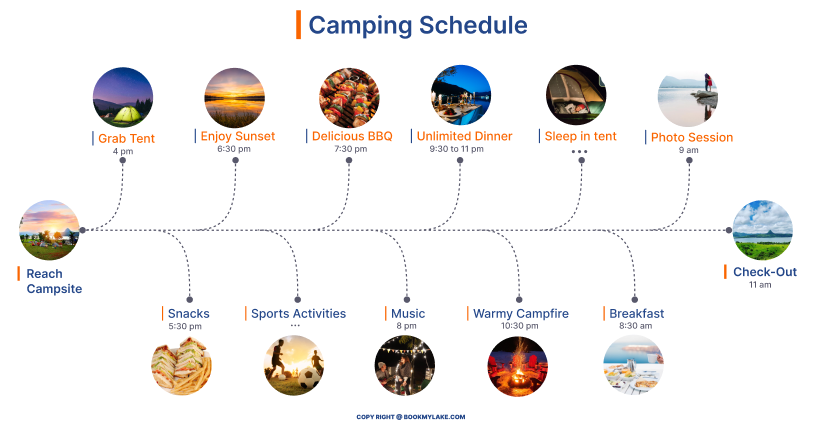 Camping Schedule
Grab Tent
4 pm
Enjoy Sunset
6:30 pm
Delicious BBQ
7:30 pm
Unlimited Dinner
9:30 to 11 pm
Sleep in tent
...
Photo Session
9 am
Reach
Campsite
Check-Out
11 am
Snacks
5:30 pm
Sports Activities
...
Music
8 pm
Warmy Campfire
10:30 pm
Breakfast
8:30 am
COPY RIGHT @ BOOKMYLAKE.COM